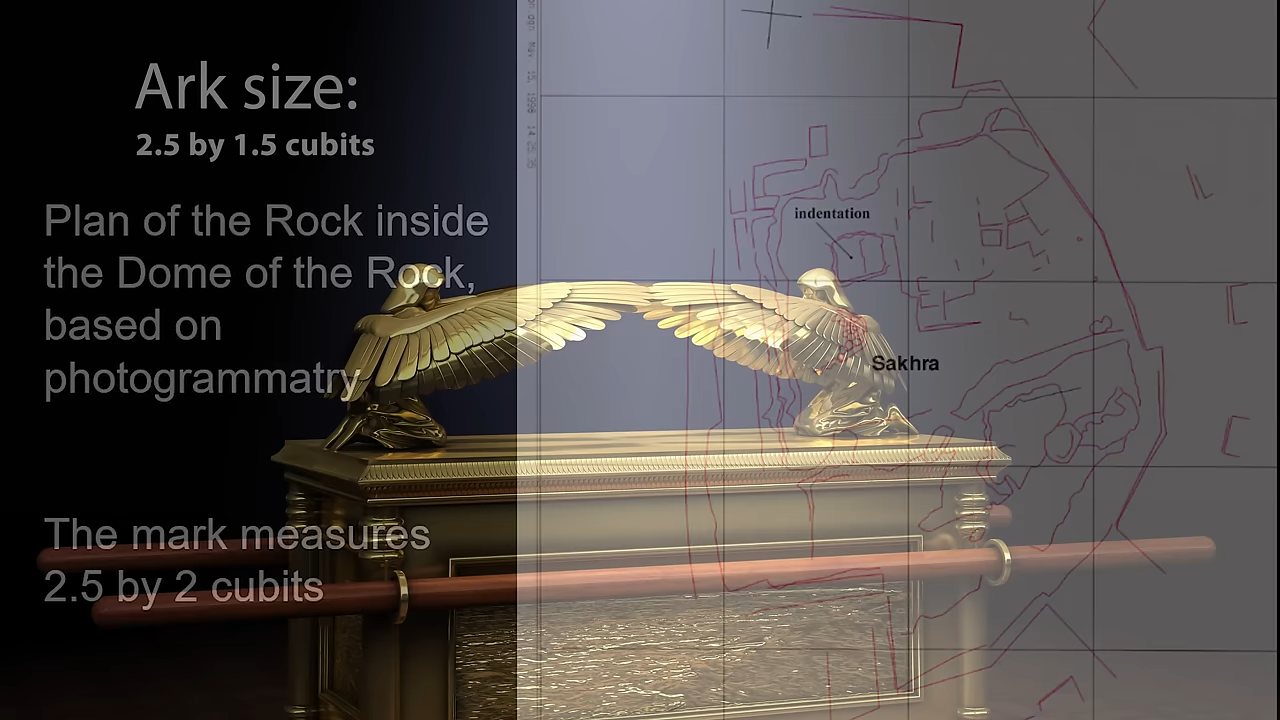 Ark size:
2.5 by 1.5 cubits
Plan of the Rock inside
the Dome of the Rock,
based on
photogrammatry
The mark measures
2.5 by 2 cubits
indentation
Sakhra